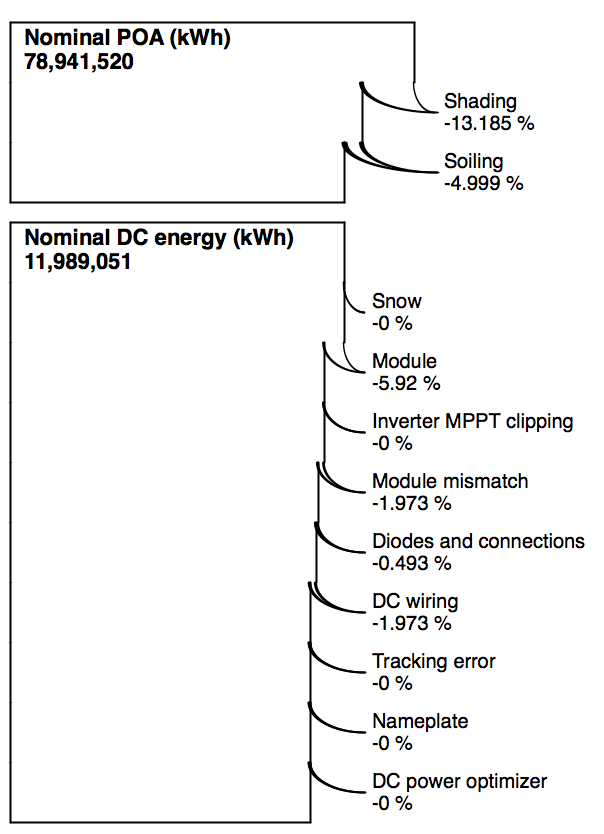 Nominal POA (kWh)
78,941,520
Shading
-13.185 %
Soiling
-4.999 %
Nominal DC energy (kWh)
11,989,051
Snow
-0 %
Module
-5.92 %
Inverter MPPT clipping
-0 %
Module mismatch
-1.973 %
Diodes and connections
-0.493 %
DC wiring
-1.973 %
Tracking error
-0 %
Nameplate
-0 %
DC power optimizer
-0 %